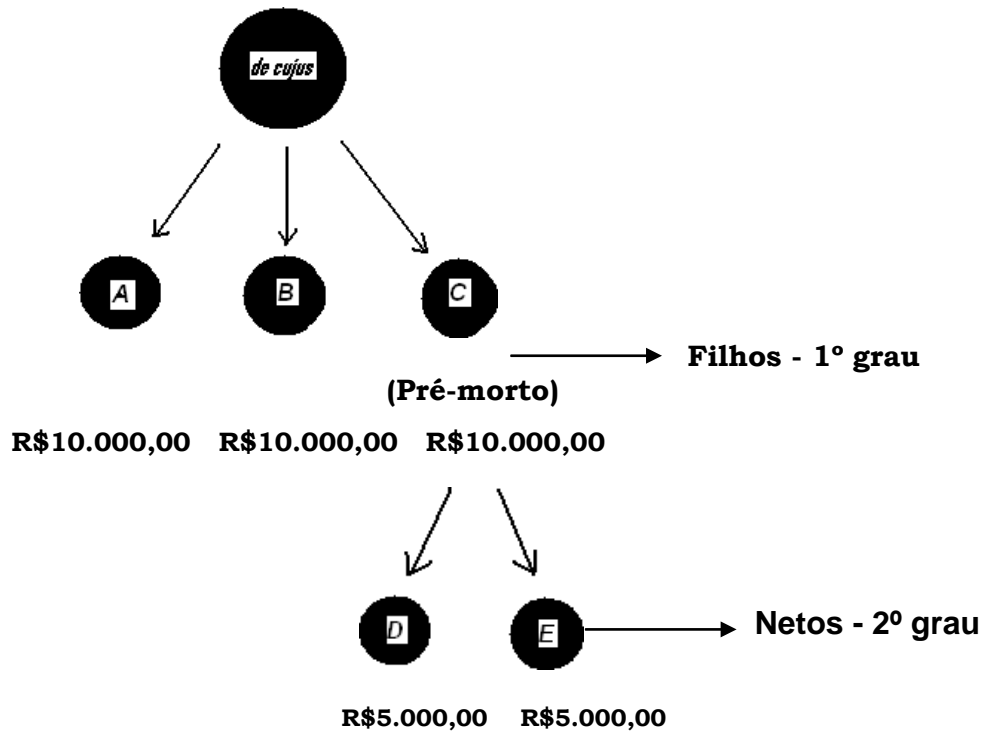 de cujus
A B C
Filhos - 1º grau
(Pré-morto)
R$10.000,00 R$10.000,00 R$10.000,00
D E
Netos - 2º grau
R$5.000,00 R$5.000,00